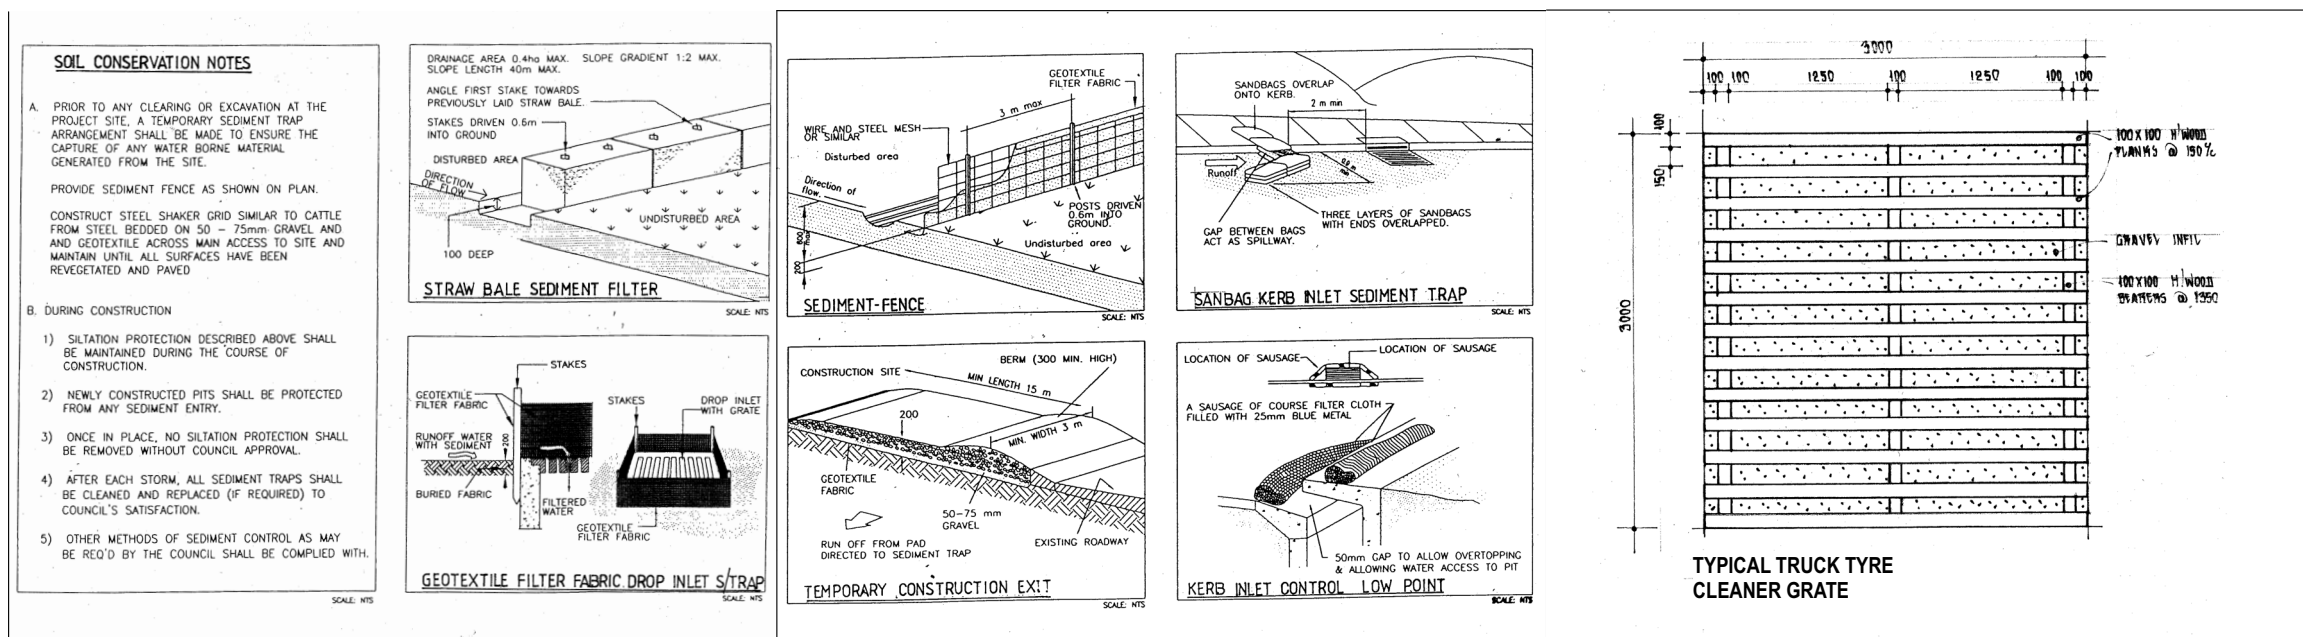 SOIL CONSERVATION NOTES
A. PRIOR TO ANY CLEARING OR EXCAVATION AT THE
PROJECT SITE, A TEMPORARY SEDIMENT TRAP
ARRANGEMENT SHALL BE MADE TO ENSURE THE
CAPTURE OF ANY WATER BORNE MATERIAL
GENERATED FROM THE SITE.
PROVIDE SEDIMENT FENCE AS SHOWN ON PLAN.
CONSTRUCT STEEL SHAKER GRID SIMILAR TO CATTLE
FROM STEEL BEDDED ON 50 - 75mm GRAVEL AND
AND GEOTEXTILE ACROSS MAIN ACCESS TO SITE AND
MAINTAIN UNTIL ALL SURFACES HAVE BEEN
REVEGETATED AND PAVED
B. DURING CONSTRUCTION
1) SILTATION PROTECTION DESCRIBED ABOVE SHALL
BE MAINTAINED DURING THE COURSE OF
CONSTRUCTION.
2) NEWLY CONSTRUCTED PITS SHALL BE PROTECTED
FROM ANY SEDIMENT ENTRY.
3) ONCE IN PLACE, NO SILTATION PROTECTION SHALL
BE REMOVED WITHOUT COUNCIL APPROVAL.
4) AFTER EACH STORM, ALL SEDIMENT TRAPS SHALL
BE CLEANED AND REPLACED (IF REQUIRED) TO
COUNCIL'S SATISFACTION.
5) OTHER METHODS OF SEDIMENT CONTROL AS MAY
BE REQ'D BY THE COUNCIL SHALL BE COMPLIED WITH.
SCALE: NTS
DRAINAGE AREA 0.4ha MAX. SLOPE GRADIENT 1:2 MAX.
SLOPE LENGTH 40m MAX.
ANGLE FIRST STAKE TOWARDS
PREVIOUSLY LAID STRAW BALE.
STAKES DRIVEN 0.6m
INTO GROUND
DISTURBED AREA
DIRECTION
OF FLOW
UNDISTURBED AREA
100 DEEP
STRAW BALE SEDIMENT FILTER
SCALE: NTS
STAKES
GEOTEXTILE
FILTER FABRIC
RUNOFF WATER
WITH SEDIMENT
200
BURIED FABRIC
FILTERED
WATER
STAKES
DROP INLET
WITH GRATE
GEOTEXTILE
FILTER FABRIC
GEOTEXTILE FILTER FABRIC DROP INLET S/TRAP
SCALE: NTS
GEOTEXTILE
FILTER FABRIC
3 m max
WIRE AND STEEL MESH
OR SIMILAR
Disturbed area
Direction of
flow.
POSTS DRIVEN
0.6m INTO
GROUND.
Undisturbed area
600
max
200
SEDIMENT-FENCE
SCALE: NTS
CONSTRUCTION SITE
BERM (300 MIN. HIGH)
MIN LENGTH 15 m
200
MIN. WIDTH 3 m
GEOTEXTILE
FABRIC
50-75 mm
GRAVEL
RUN OFF FROM PAD
DIRECTED TO SEDIMENT TRAP
EXISTING ROADWAY
TEMPORARY CONSTRUCTION EXIT
SCALE: NTS
SANDBAGS OVERLAP
ONTO KERB.
2 m min
Runoff
THREE LAYERS OF SANDBAGS
WITH ENDS OVERLAPPED.
GAP BETWEEN BAGS
ACT AS SPILLWAY.
SANBAG KERB INLET SEDIMENT TRAP
SCALE: NTS
LOCATION OF SAUSAGE
LOCATION OF SAUSAGE
A SAUSAGE OF COURSE FILTER CLOTH
FILLED WITH 25mm BLUE METAL
50mm GAP TO ALLOW OVERTOPPING
& ALLOWING WATER ACCESS TO PIT
KERB INLET CONTROL LOW POINT
SCALE: NTS
3000
100 100 1250 100 1250 100 100
100
150
3000
100X100 H'WOOD
PLANKS @ 150%
GRAVEL INFIL
100X100 H'WOOD
BEARERS @ 1350
TYPICAL TRUCK TYRE
CLEANER GRATE